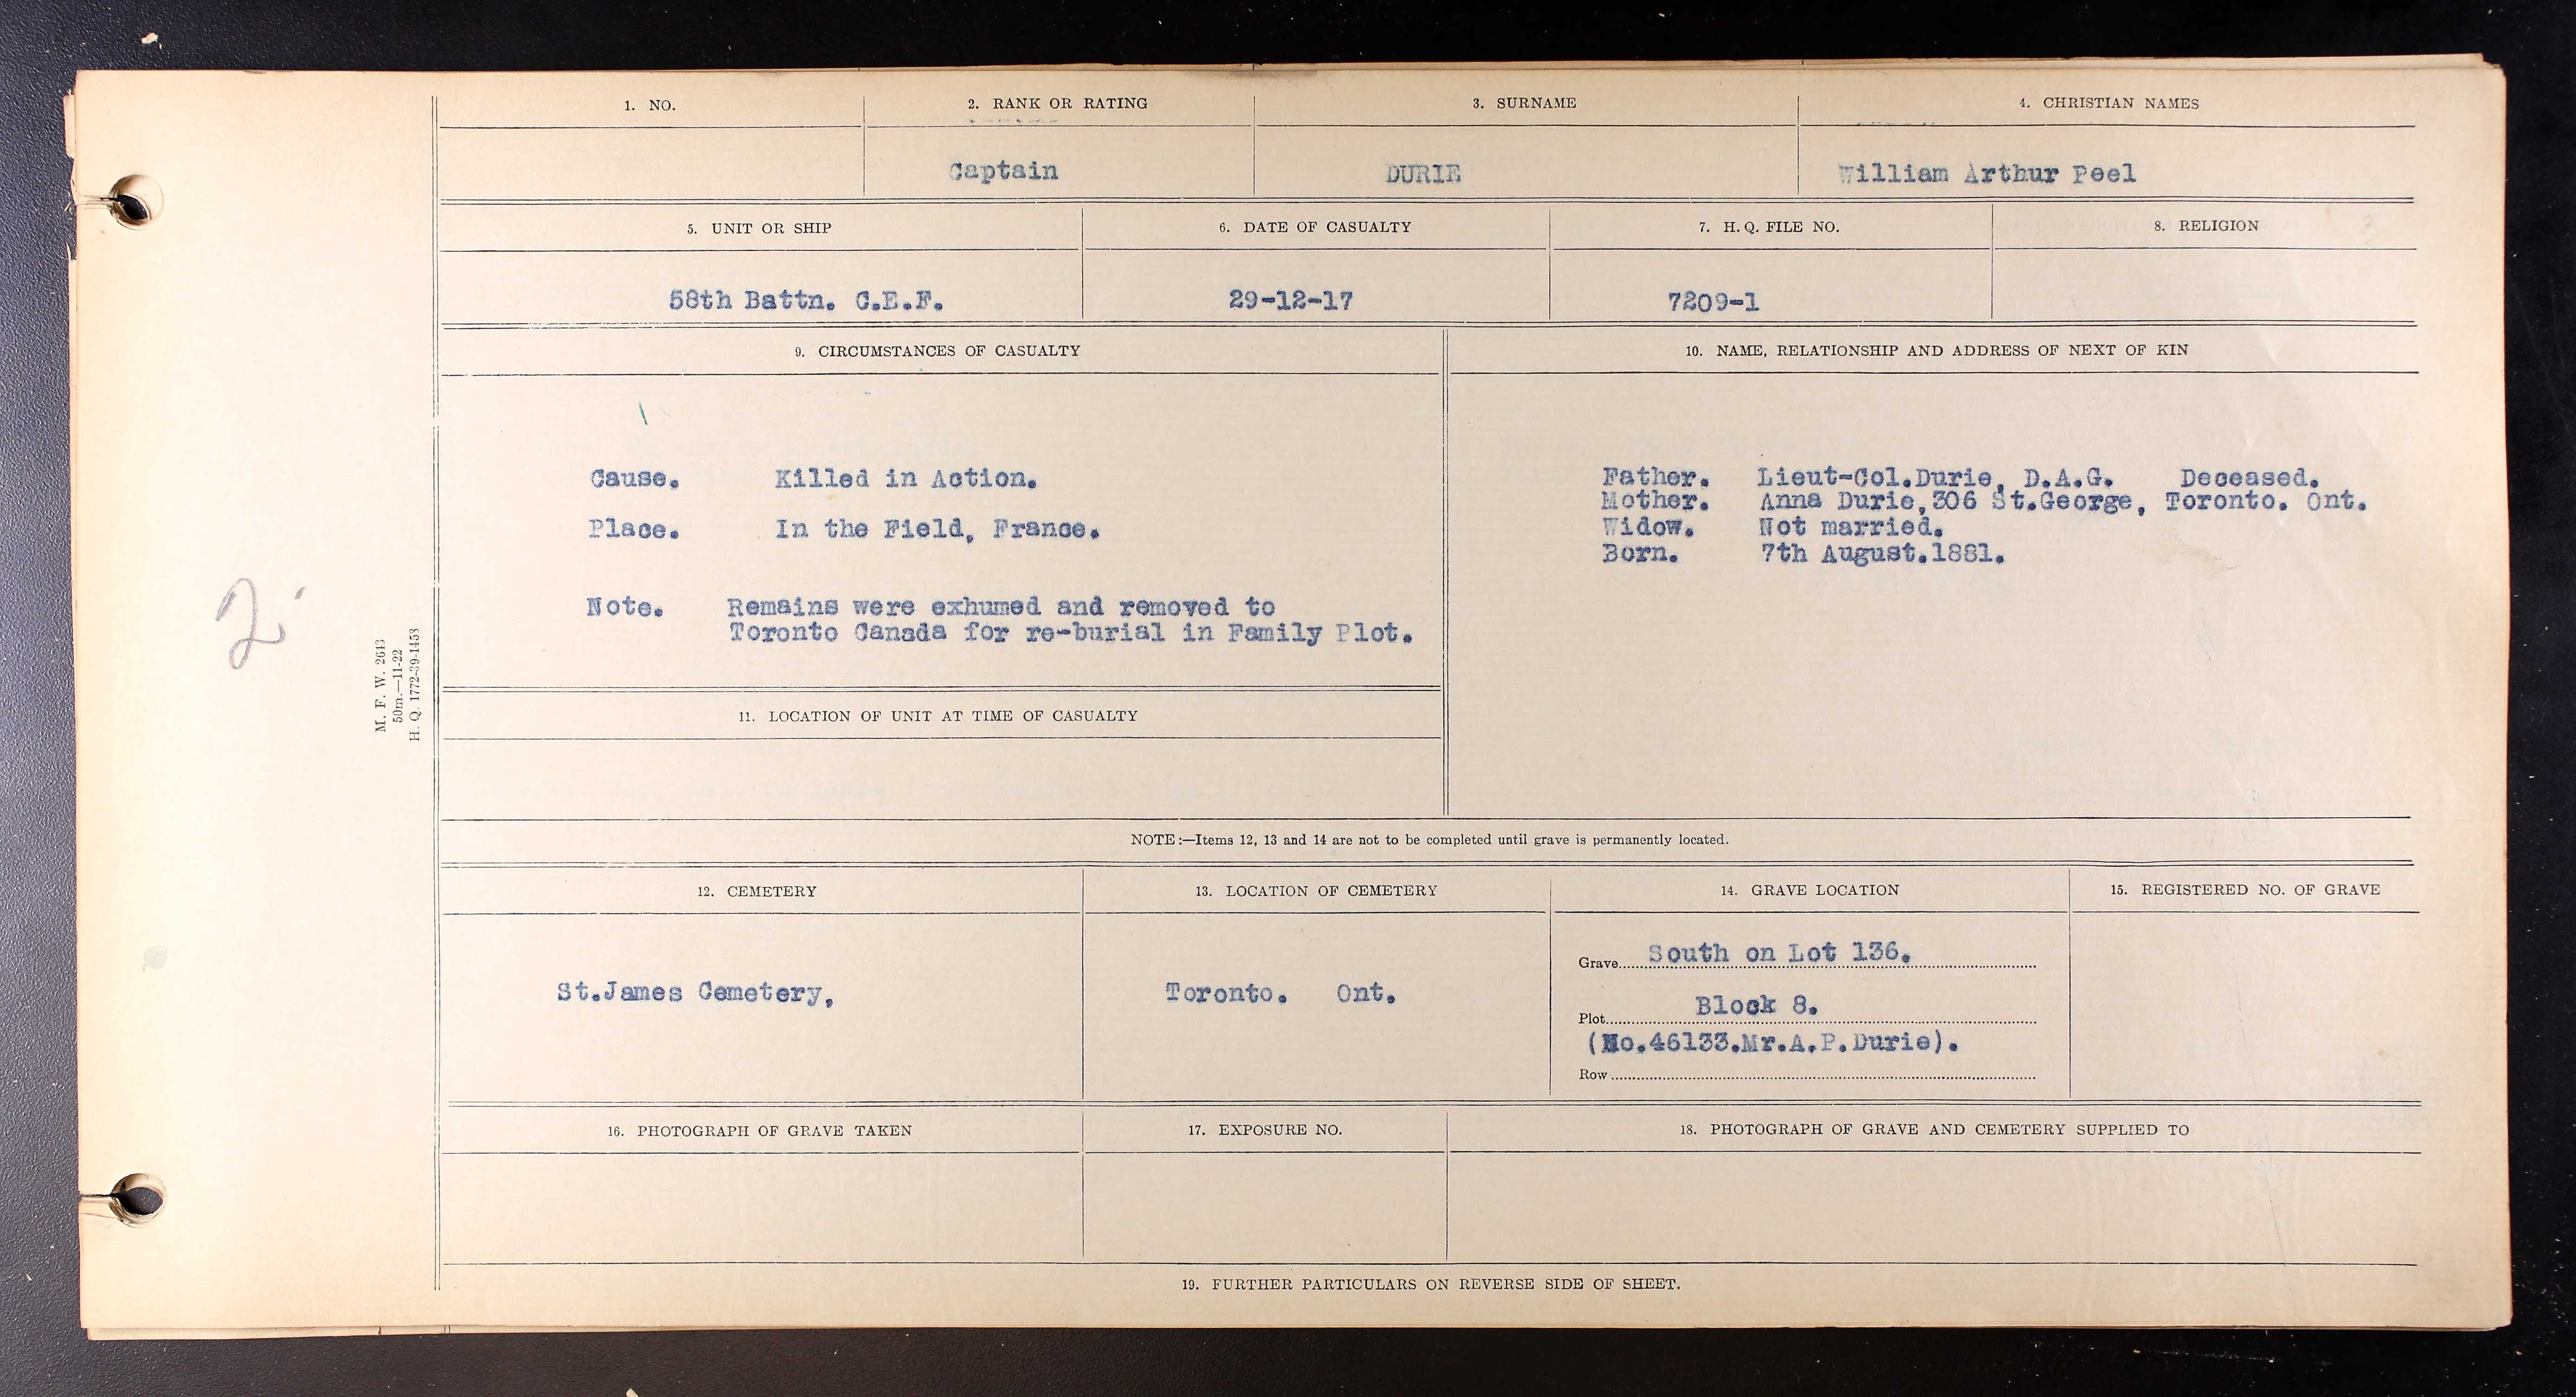 1. NO.
2. RANK OR RATING
3. SURNAME
4. CHRISTIAN NAMES
Captain
DURIE
William Arthur Peel
5. UNIT OR SHIP
6. DATE OF CASUALTY
7. H. Q. FILE NO.
8. RELIGION
58th Battn. C.E.F.
29-12-17
7209-1
9. CIRCUMSTANCES OF CASUALTY
Cause. Killed in Action.
Place. In the Field, France.
Note. Remains were exhumed and removed to
Toronto Canada for re-burial in Family Plot.
10. NAME, RELATIONSHIP AND ADDRESS OF NEXT OF KIN
Father. Lieut-Col.Durie, D.A.G. Deceased.
Mother. Anna Durie,306 St.George, Toronto. Ont.
Widow. Not married.
Born. 7th August.1881.
2
M. F. W. 2643
50m.—11-22
H. Q. 1772-39-1453
11. LOCATION OF UNIT AT TIME OF CASUALTY
NOTE:—Items 12, 13 and 14 are not to be completed until grave is permanently located.
12. CEMETERY
13. LOCATION OF CEMETERY
14. GRAVE LOCATION
15. REGISTERED NO. OF GRAVE
St.James Cemetery,
Toronto. Ont.
Grave South on Lot 136.
Plot Block 8.
(No.46133.Mr.A.P.Durie).
Row
16. PHOTOGRAPH OF GRAVE TAKEN
17. EXPOSURE NO.
18. PHOTOGRAPH OF GRAVE AND CEMETERY SUPPLIED TO
19. FURTHER PARTICULARS ON REVERSE SIDE OF SHEET.